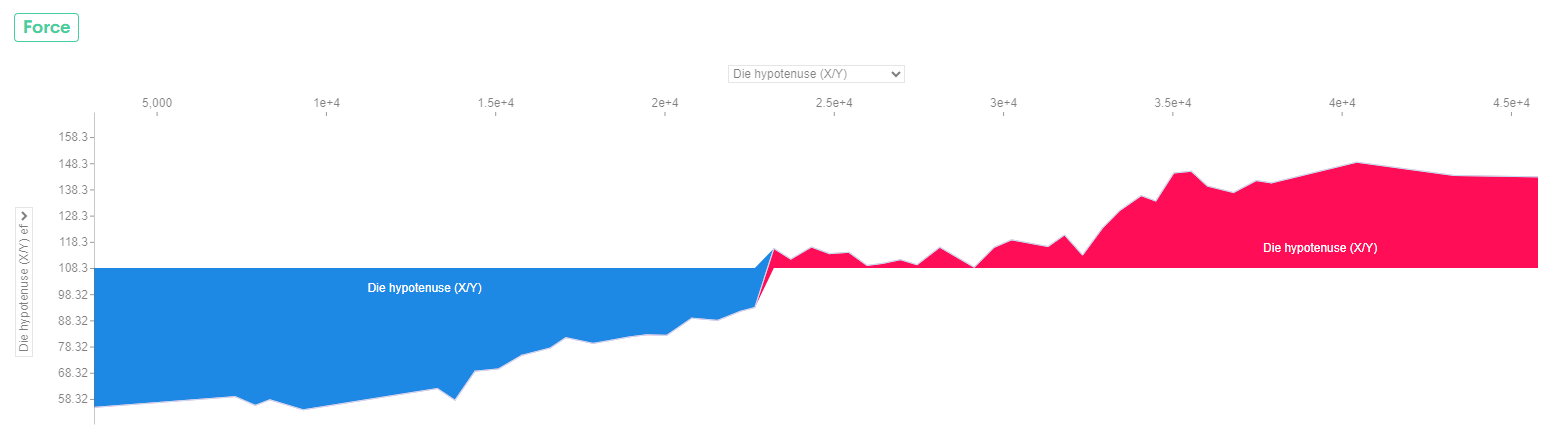 Force
Die hypotenuse (X/Y)
5,000 1e+4 1.5e+4 2e+4 2.5e+4 3e+4 3.5e+4 4e+4 4.5e+4
158.3
148.3
138.3
128.3
118.3
108.3
98.32
88.32
78.32
68.32
58.32
Die hypotenuse (X/Y) ef
Die hypotenuse (X/Y)
Die hypotenuse (X/Y)